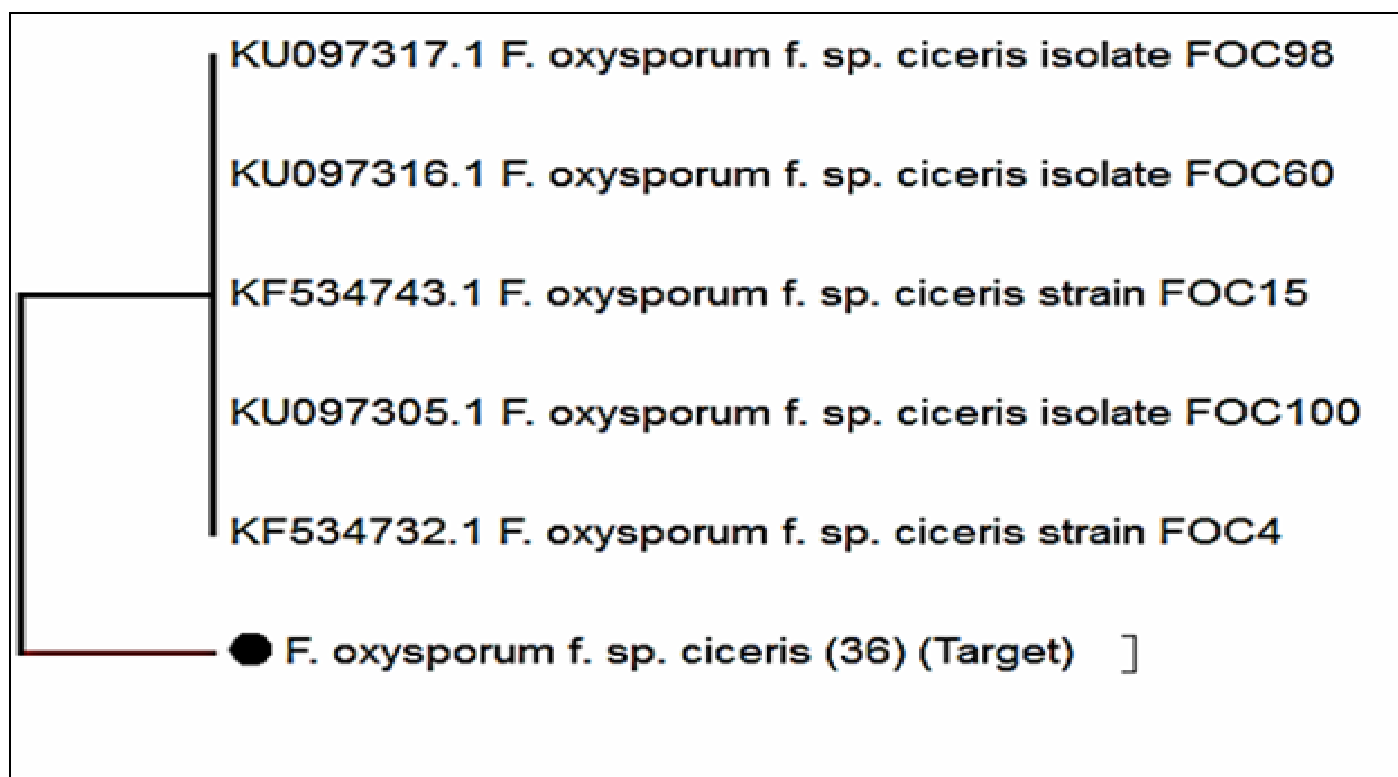 KU097317.1 F. oxysporum f. sp. ciceris isolate FOC98
KU097316.1 F. oxysporum f. sp. ciceris isolate FOC60
KF534743.1 F. oxysporum f. sp. ciceris strain FOC15
KU097305.1 F. oxysporum f. sp. ciceris isolate FOC100
KF534732.1 F. oxysporum f. sp. ciceris strain FOC4
F. oxysporum f. sp. ciceris (36) (Target) ]